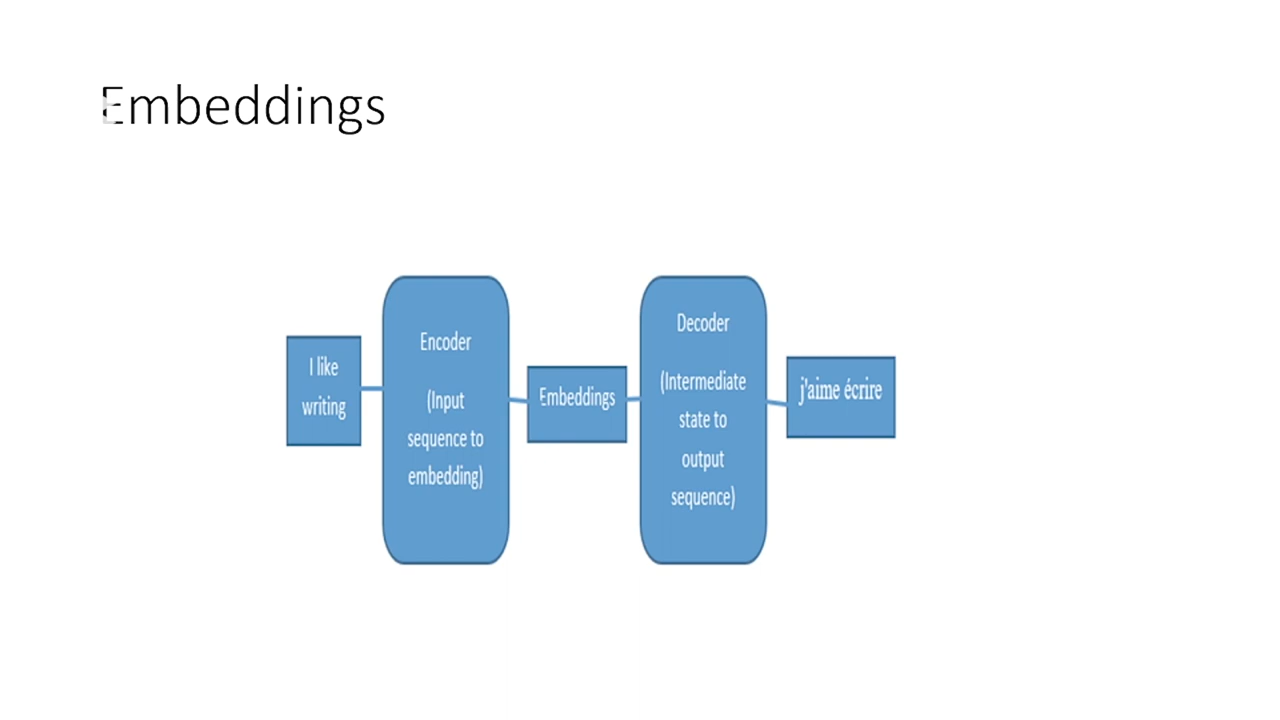 Embeddings
I like
writing
Encoder
(Input
sequence to
embedding)
Embeddings
Decoder
(Intermediate
state to
output
sequence)
j'aime écrire